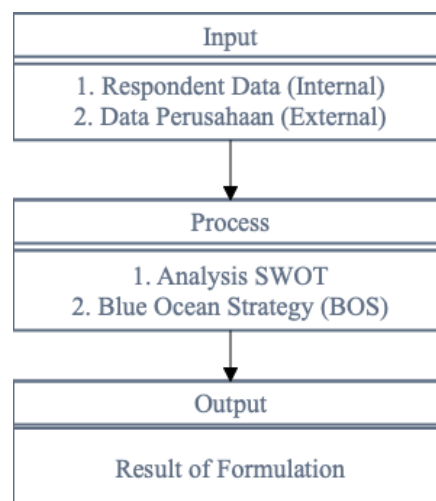 Input
1. Respondent Data (Internal)
2. Data Perusahaan (External)
Process
1. Analysis SWOT
2. Blue Ocean Strategy (BOS)
Output
Result of Formulation